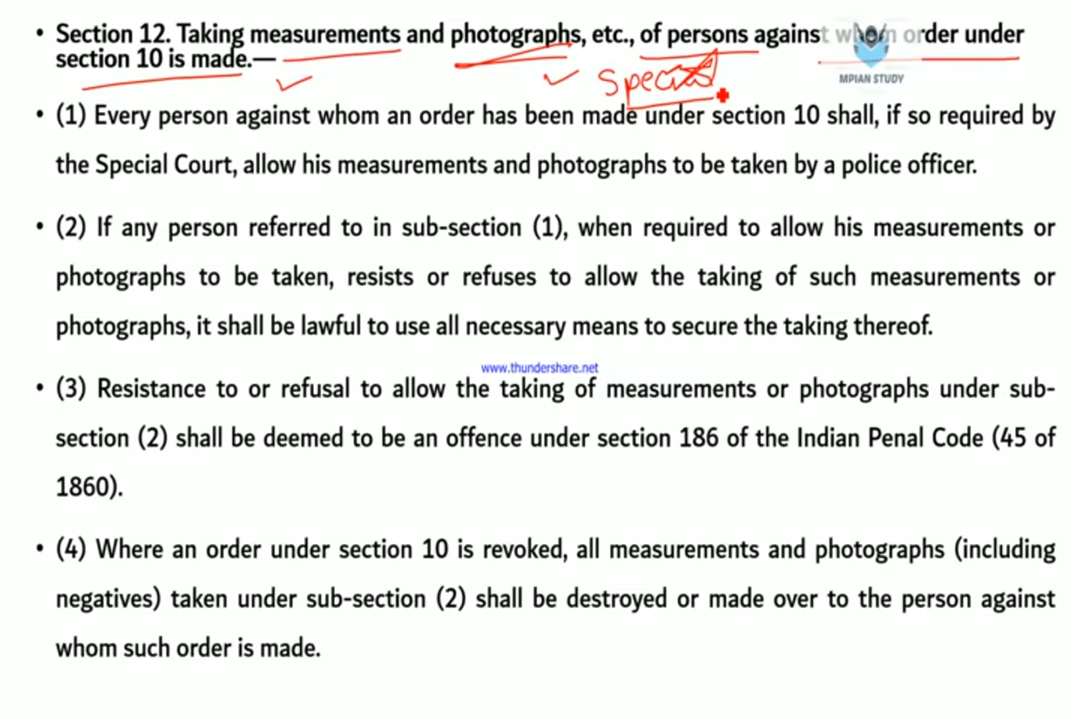 • Section 12. Taking measurements and photographs, etc., of persons against whom order under
section 10 is made.—
MPIAN STUDY
Special
• (1) Every person against whom an order has been made under section 10 shall, if so required by
the Special Court, allow his measurements and photographs to be taken by a police officer.
• (2) If any person referred to in sub-section (1), when required to allow his measurements or
photographs to be taken, resists or refuses to allow the taking of such measurements or
photographs, it shall be lawful to use all necessary means to secure the taking thereof.
www.thundershare.net
• (3) Resistance to or refusal to allow the taking of measurements or photographs under sub-
section (2) shall be deemed to be an offence under section 186 of the Indian Penal Code (45 of
1860).
• (4) Where an order under section 10 is revoked, all measurements and photographs (including
negatives) taken under sub-section (2) shall be destroyed or made over to the person against
whom such order is made.